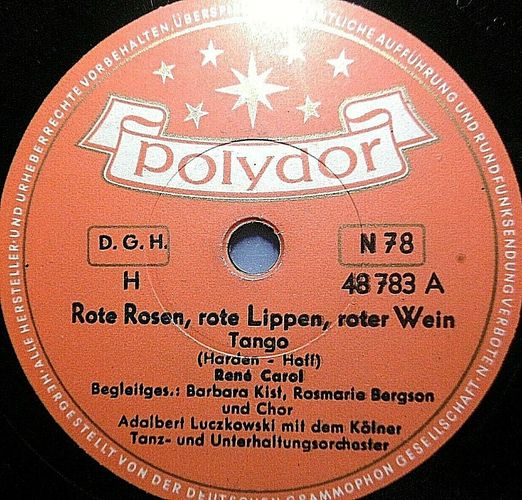 polydor
D. G. H.
N 78
H
48 783 A
Rote Rosen, rote Lippen, roter Wein
Tango
(Harden - Hoff)
René Carol
Begleitges.: Barbara Kist, Rosmarie Bergson
und Chor
Adalbert Luczkowski mit dem Kölner
Tanz- und Unterhaltungsorchester
ALLE HERSTELLER- UND URHEBERRECHTE VORBEHALTEN
AUFFÜHRUNG UND RUNDFUNKSENDUNG VERBOTEN
HERGESTELLT VON DER DEUTSCHEN GRAMMOPHON GESELLSCHAFT